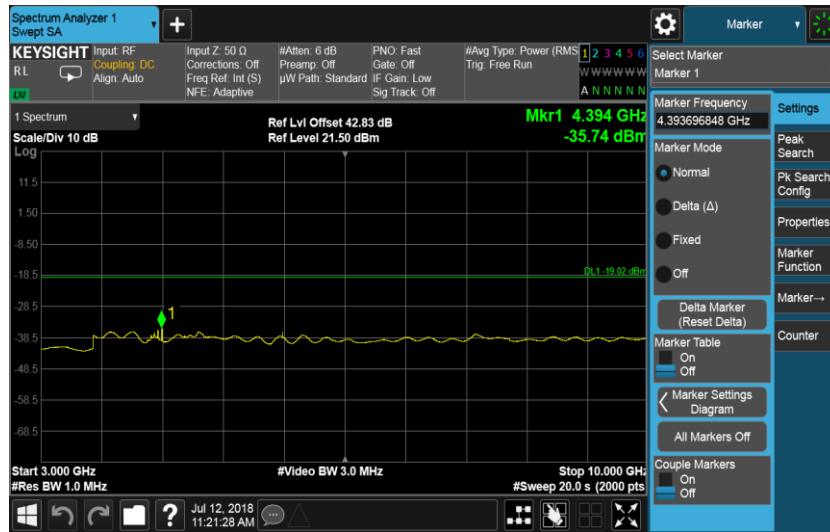 Spectrum Analyzer 1
Swept SA
Marker
KEYSIGHT
RL
LXI
Input: RF
Coupling: DC
Align: Auto
Input Z: 50 Ω
Corrections: Off
Freq Ref: Int (S)
NFE: Adaptive
#Atten: 6 dB
Preamp: Off
µW Path: Standard
PNO: Fast
Gate: Off
IF Gain: Low
Sig Track: Off
#Avg Type: Power (RMS
Trig: Free Run
1 2 3 4 5 6
W W W W W W
A N N N N N
Select Marker
Marker 1
1 Spectrum
Scale/Div 10 dB
Log
Ref Lvl Offset 42.83 dB
Ref Level 21.50 dBm
Mkr1 4.394 GHz
-35.74 dBm
11.5
1.50
-8.50
-18.5
-28.5
-38.5
-48.5
-58.5
-68.5
DL1 -19.02 dBm
1
Start 3.000 GHz
#Res BW 1.0 MHz
#Video BW 3.0 MHz
Stop 10.000 GHz
#Sweep 20.0 s (2000 pts
Marker Frequency
4.393696848 GHz
Marker Mode
Normal
Delta (Δ)
Fixed
Off
Delta Marker
(Reset Delta)
Marker Table
On
Off
Marker Settings
Diagram
All Markers Off
Couple Markers
On
Off
Settings
Peak
Search
Pk Search
Config
Properties
Marker
Function
Marker→
Counter
?
Jul 12, 2018
11:21:28 AM